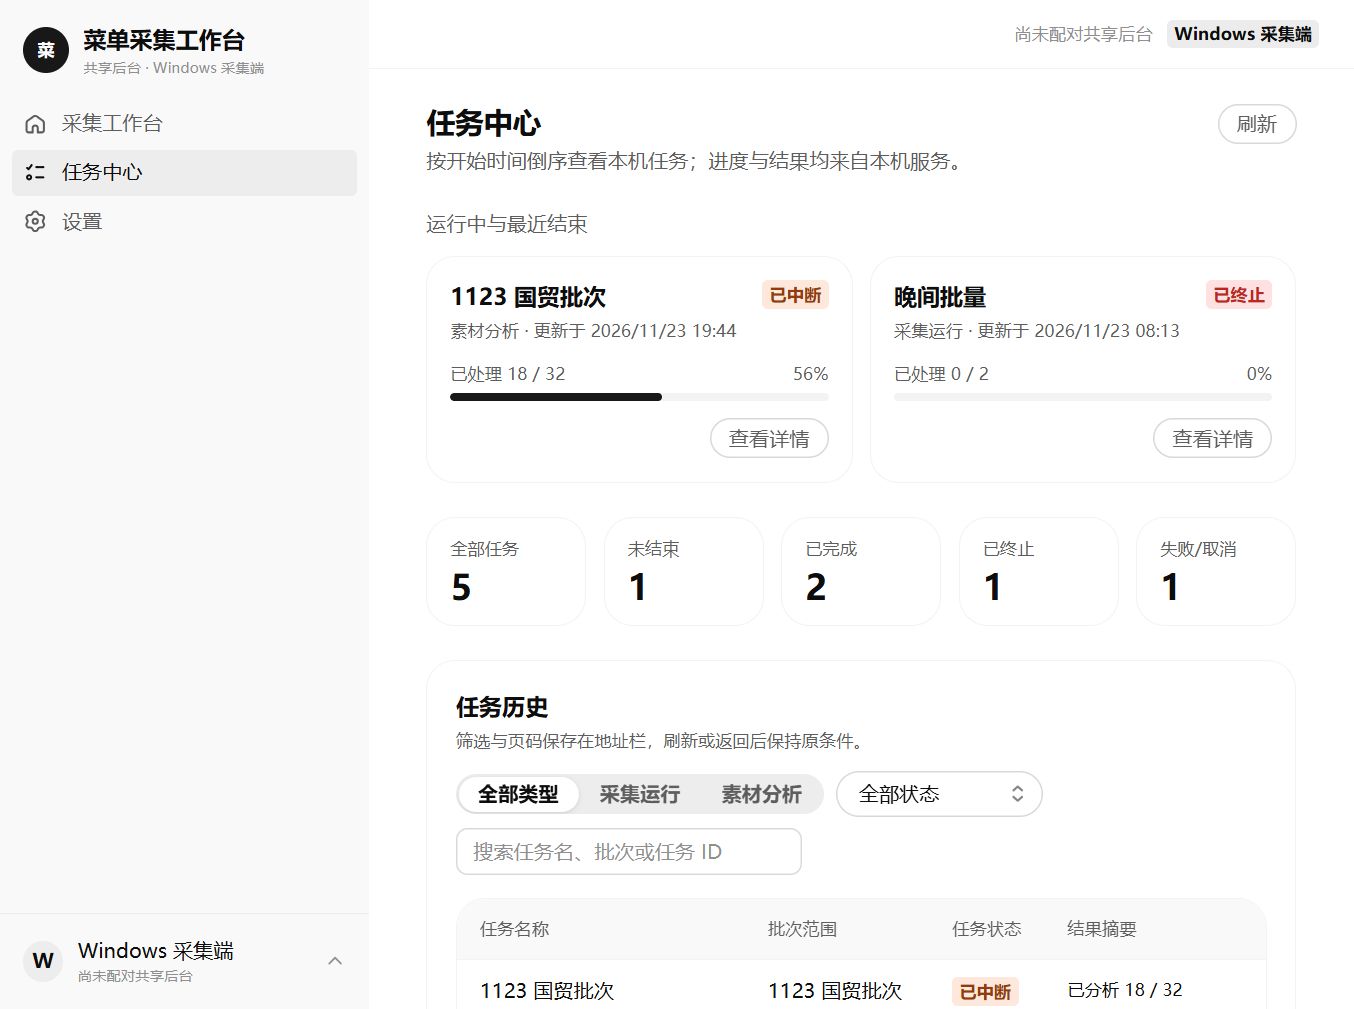 菜
菜单采集工作台
共享后台 · Windows 采集端
采集工作台
任务中心
设置
W
Windows 采集端
尚未配对共享后台
尚未配对共享后台
Windows 采集端
任务中心
刷新
按开始时间倒序查看本机任务；进度与结果均来自本机服务。
运行中与最近结束
1123 国贸批次
已中断
素材分析 · 更新于 2026/11/23 19:44
已处理 18 / 32
56%
查看详情
晚间批量
已终止
采集运行 · 更新于 2026/11/23 08:13
已处理 0 / 2
0%
查看详情
全部任务
5
未结束
1
已完成
2
已终止
1
失败/取消
1
任务历史
筛选与页码保存在地址栏，刷新或返回后保持原条件。
全部类型
采集运行
素材分析
全部状态
搜索任务名、批次或任务 ID
任务名称 批次范围 任务状态 结果摘要
1123 国贸批次 1123 国贸批次 已中断 已分析 18 / 32